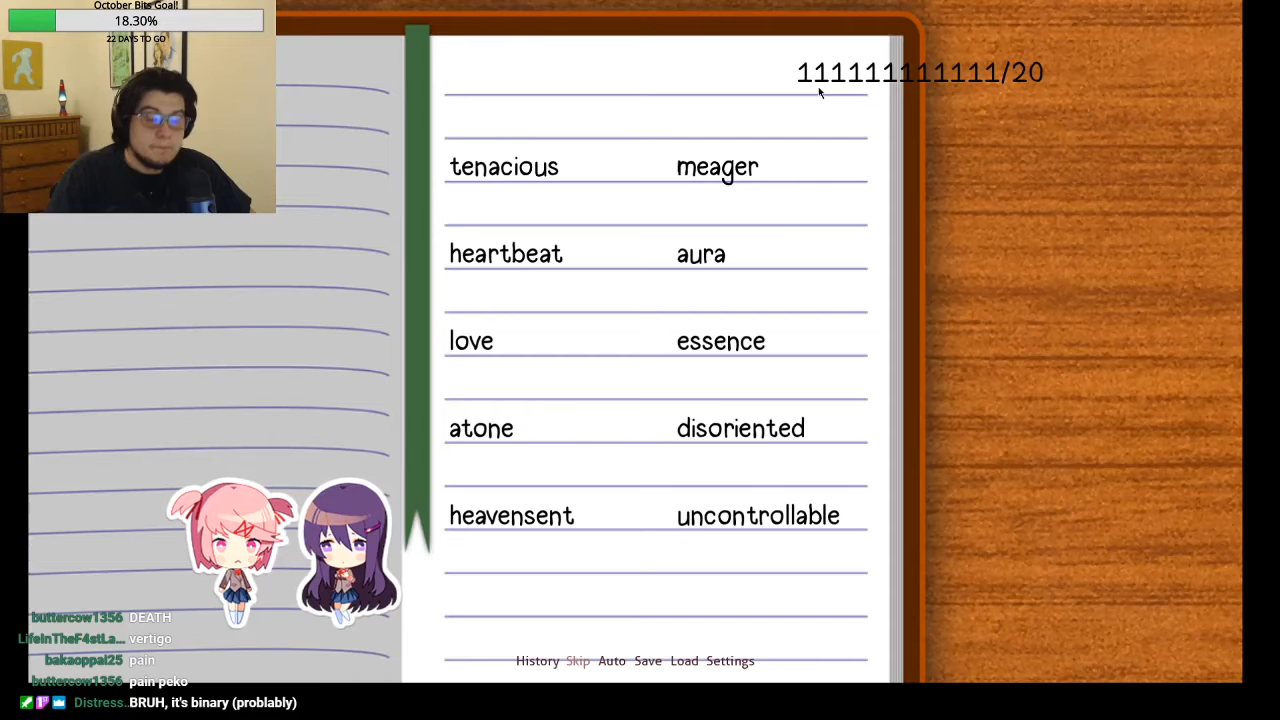 October Bits Goal!
18.30%
22 DAYS TO GO
111111111111/20
tenacious meager
heartbeat aura
love essence
atone disoriented
heavensent uncontrollable
buttercow1356 DEATH
LifeInTheF4stLa... vertigo
bakaoppai25 pain
buttercow1356 pain peko
Distress.. BRUH, it's binary (problably)
History Skip Auto Save Load Settings